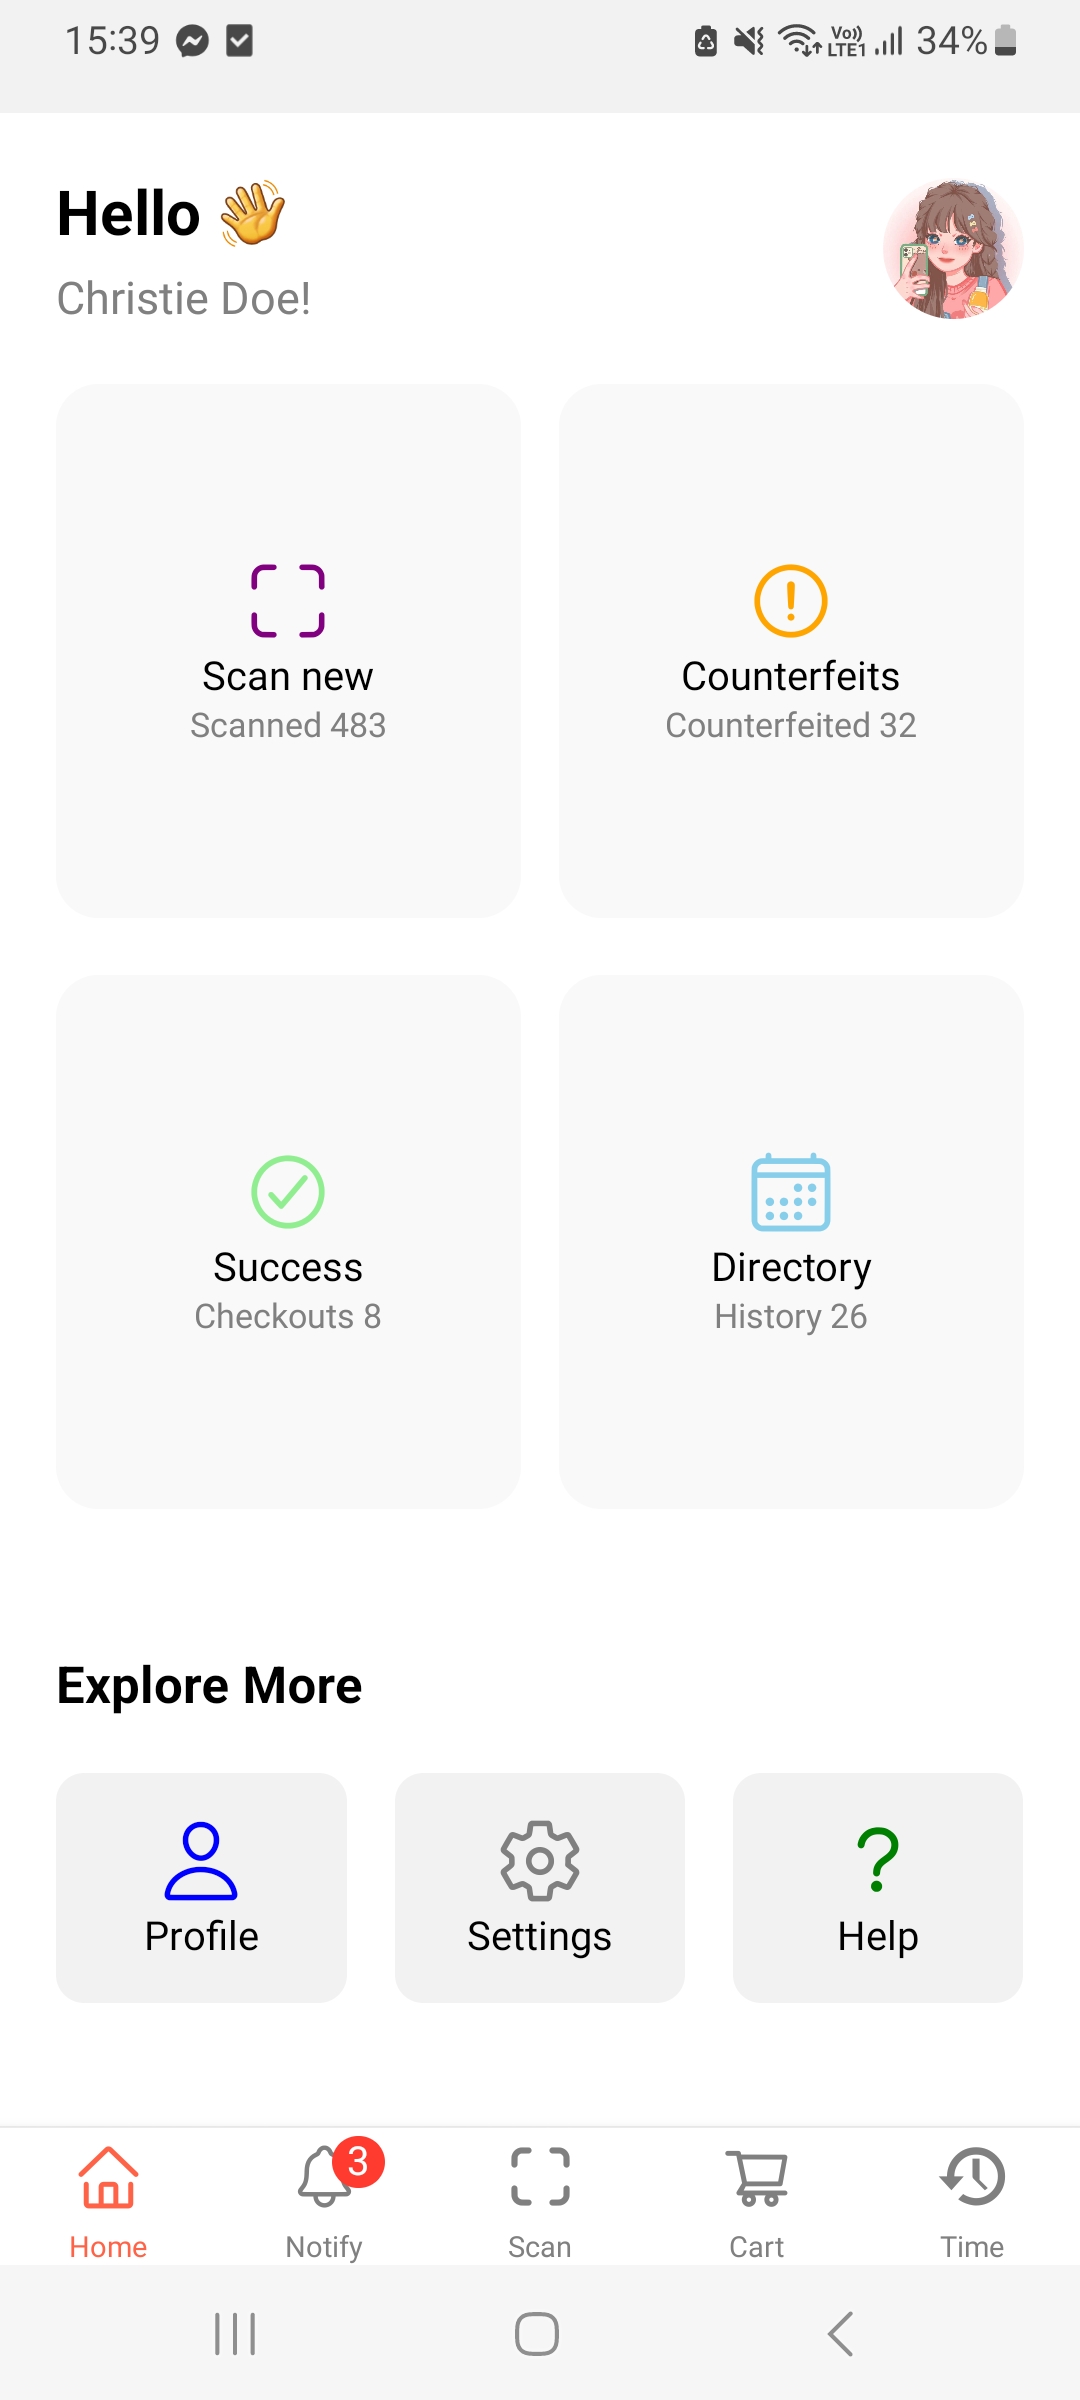 15:39
Vo)) LTE1 34%
Hello 👋
Christie Doe!
Scan new
Scanned 483
Counterfeits
Counterfeited 32
Success
Checkouts 8
Directory
History 26
Explore More
Profile
Settings
Help
3
Home
Notify
Scan
Cart
Time